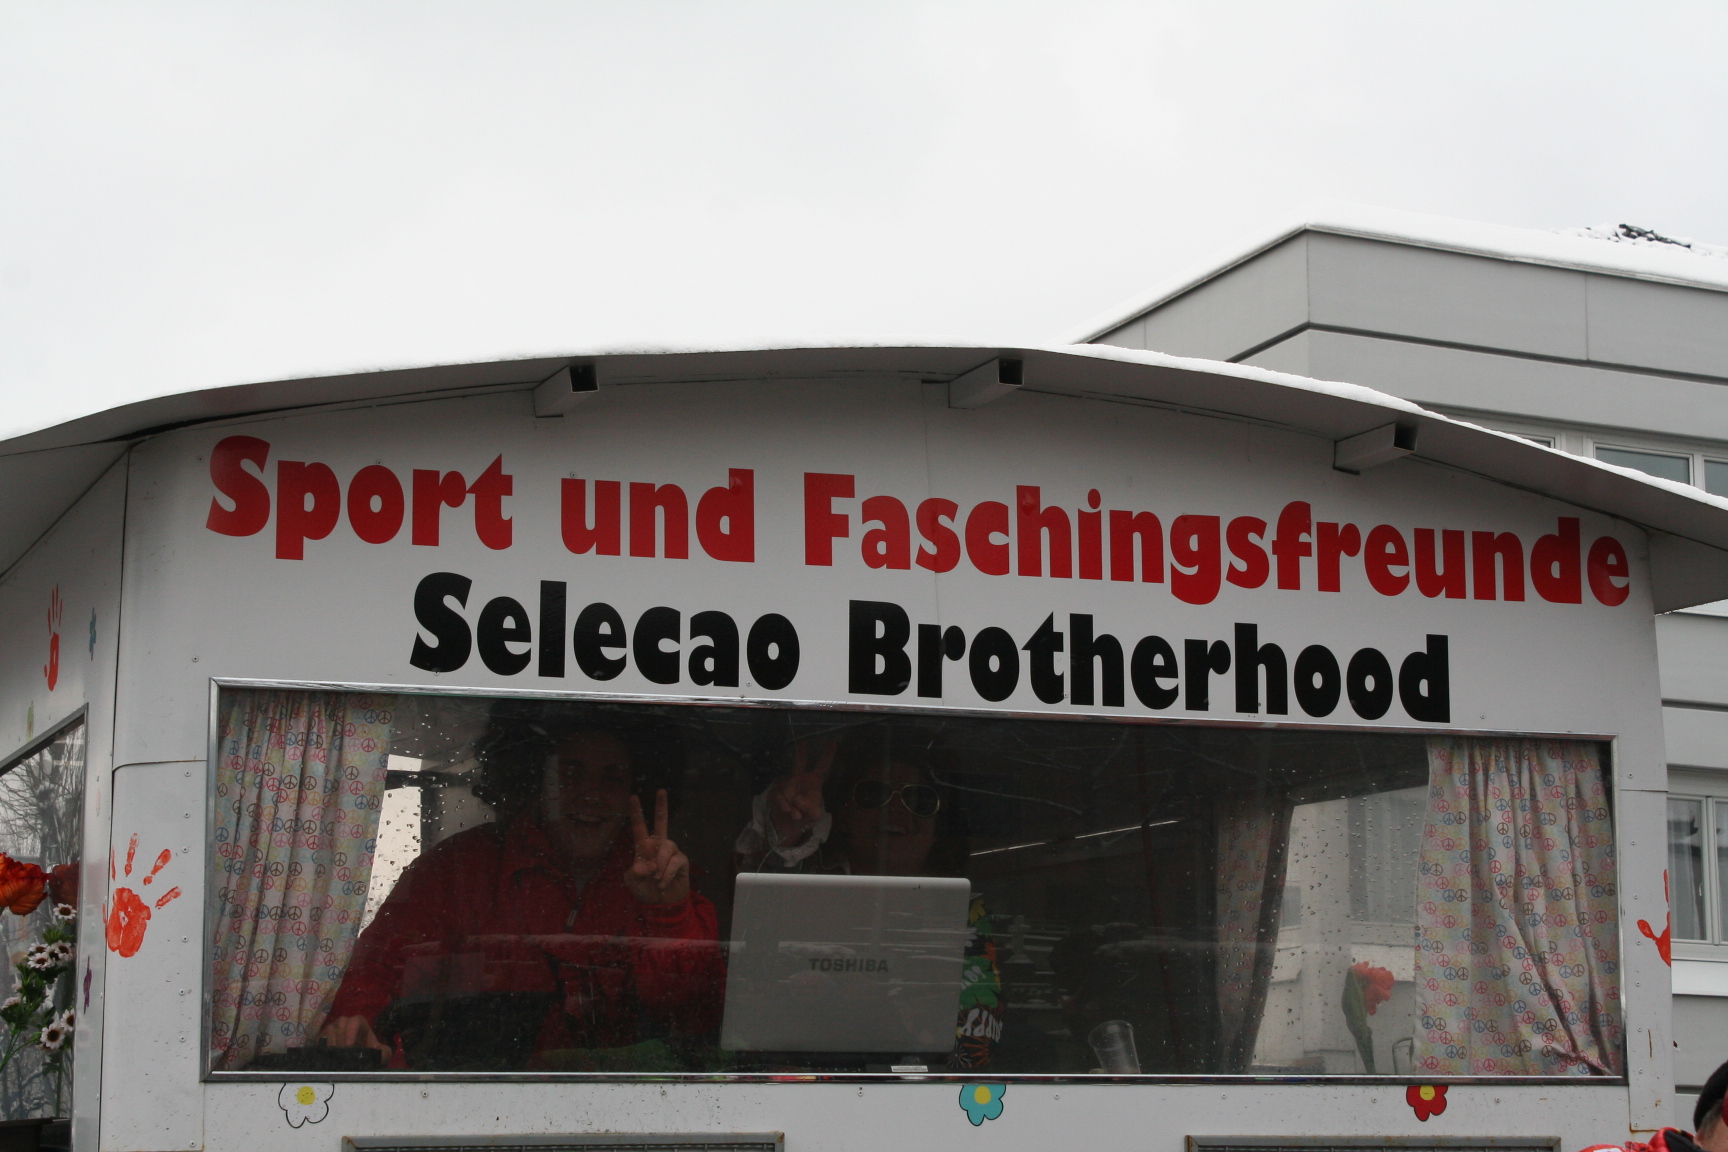 Sport und Faschingsfreunde
Selecao Brotherhood
TOSHIBA